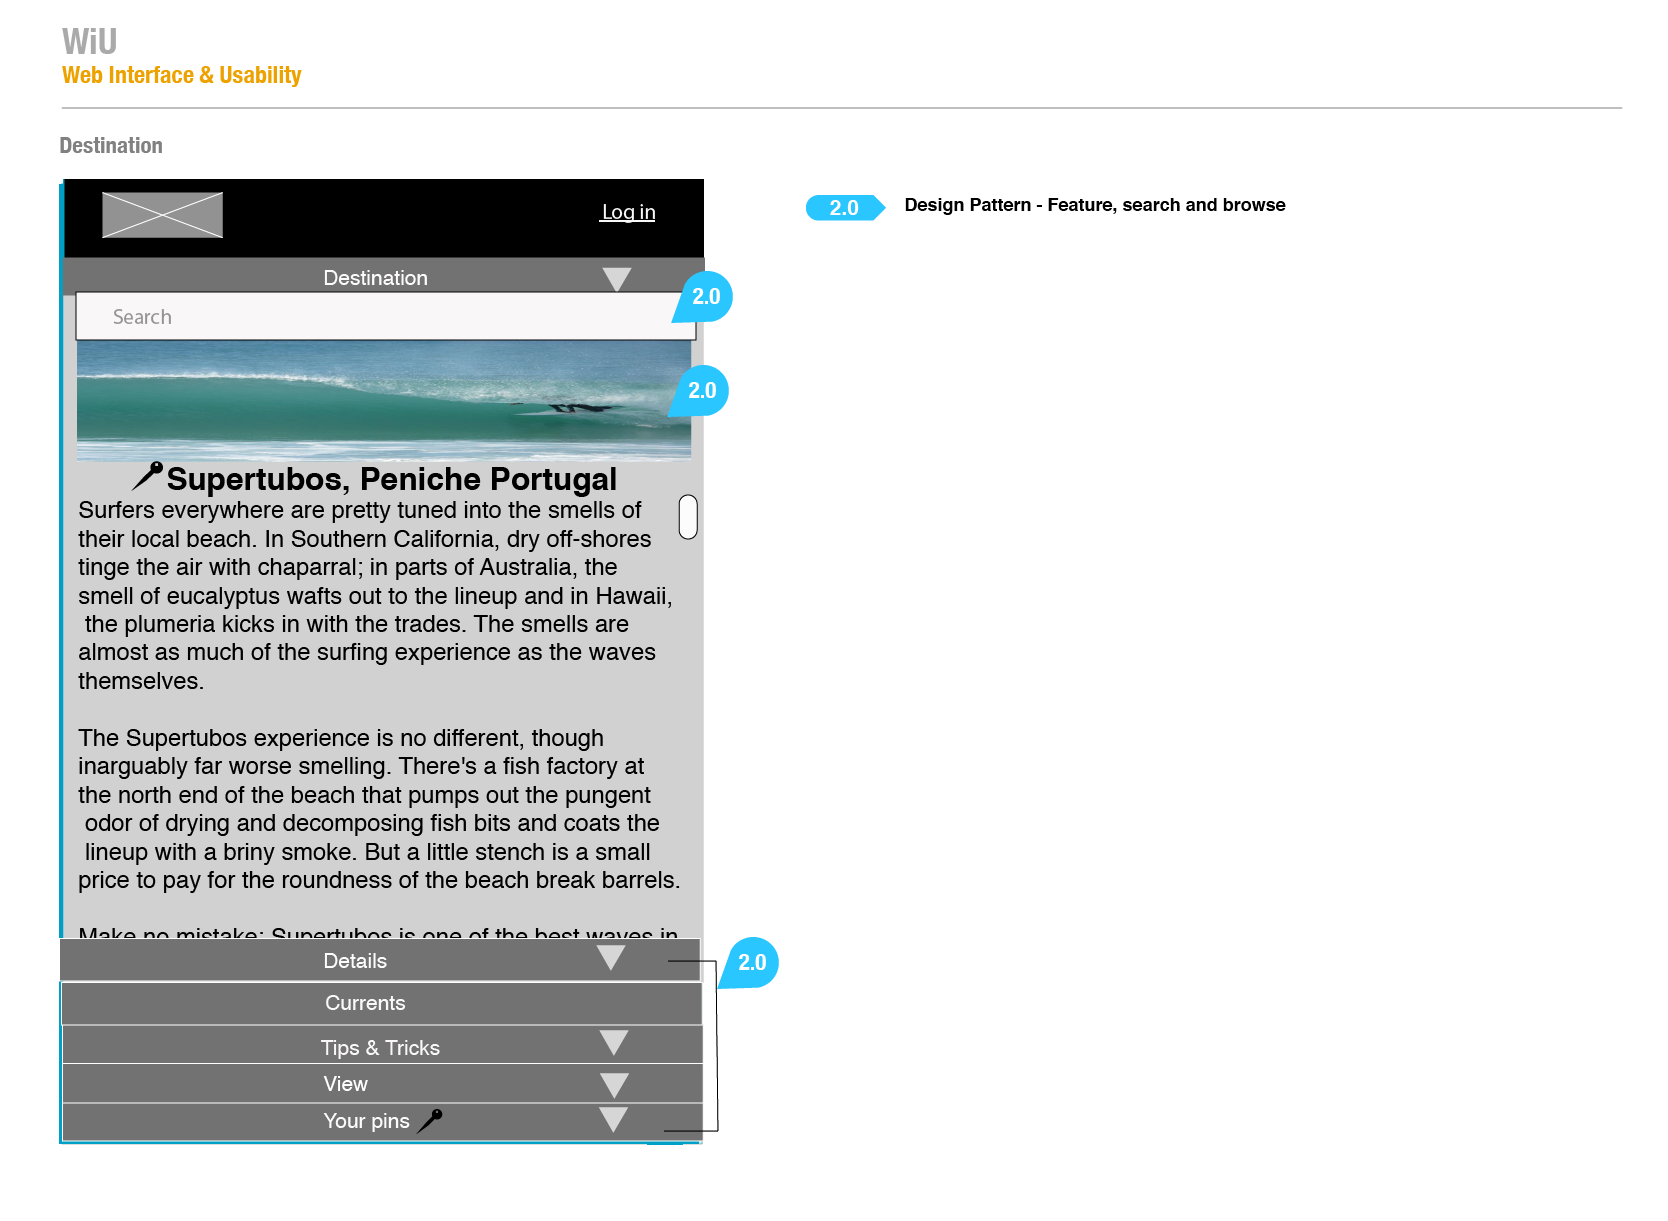 WiU
Web Interface & Usability
Destination
Log in
2.0 Design Pattern - Feature, search and browse
Destination
2.0
Search
2.0
Supertubos, Peniche Portugal
Surfers everywhere are pretty tuned into the smells of
their local beach. In Southern California, dry off-shores
tinge the air with chaparral; in parts of Australia, the
smell of eucalyptus wafts out to the lineup and in Hawaii,
the plumeria kicks in with the trades. The smells are
almost as much of the surfing experience as the waves
themselves.
The Supertubos experience is no different, though
inarguably far worse smelling. There's a fish factory at
the north end of the beach that pumps out the pungent
odor of drying and decomposing fish bits and coats the
lineup with a briny smoke. But a little stench is a small
price to pay for the roundness of the beach break barrels.
Make no mistake: Supertubos is one of the best waves in
Details
2.0
Currents
Tips & Tricks
View
Your pins